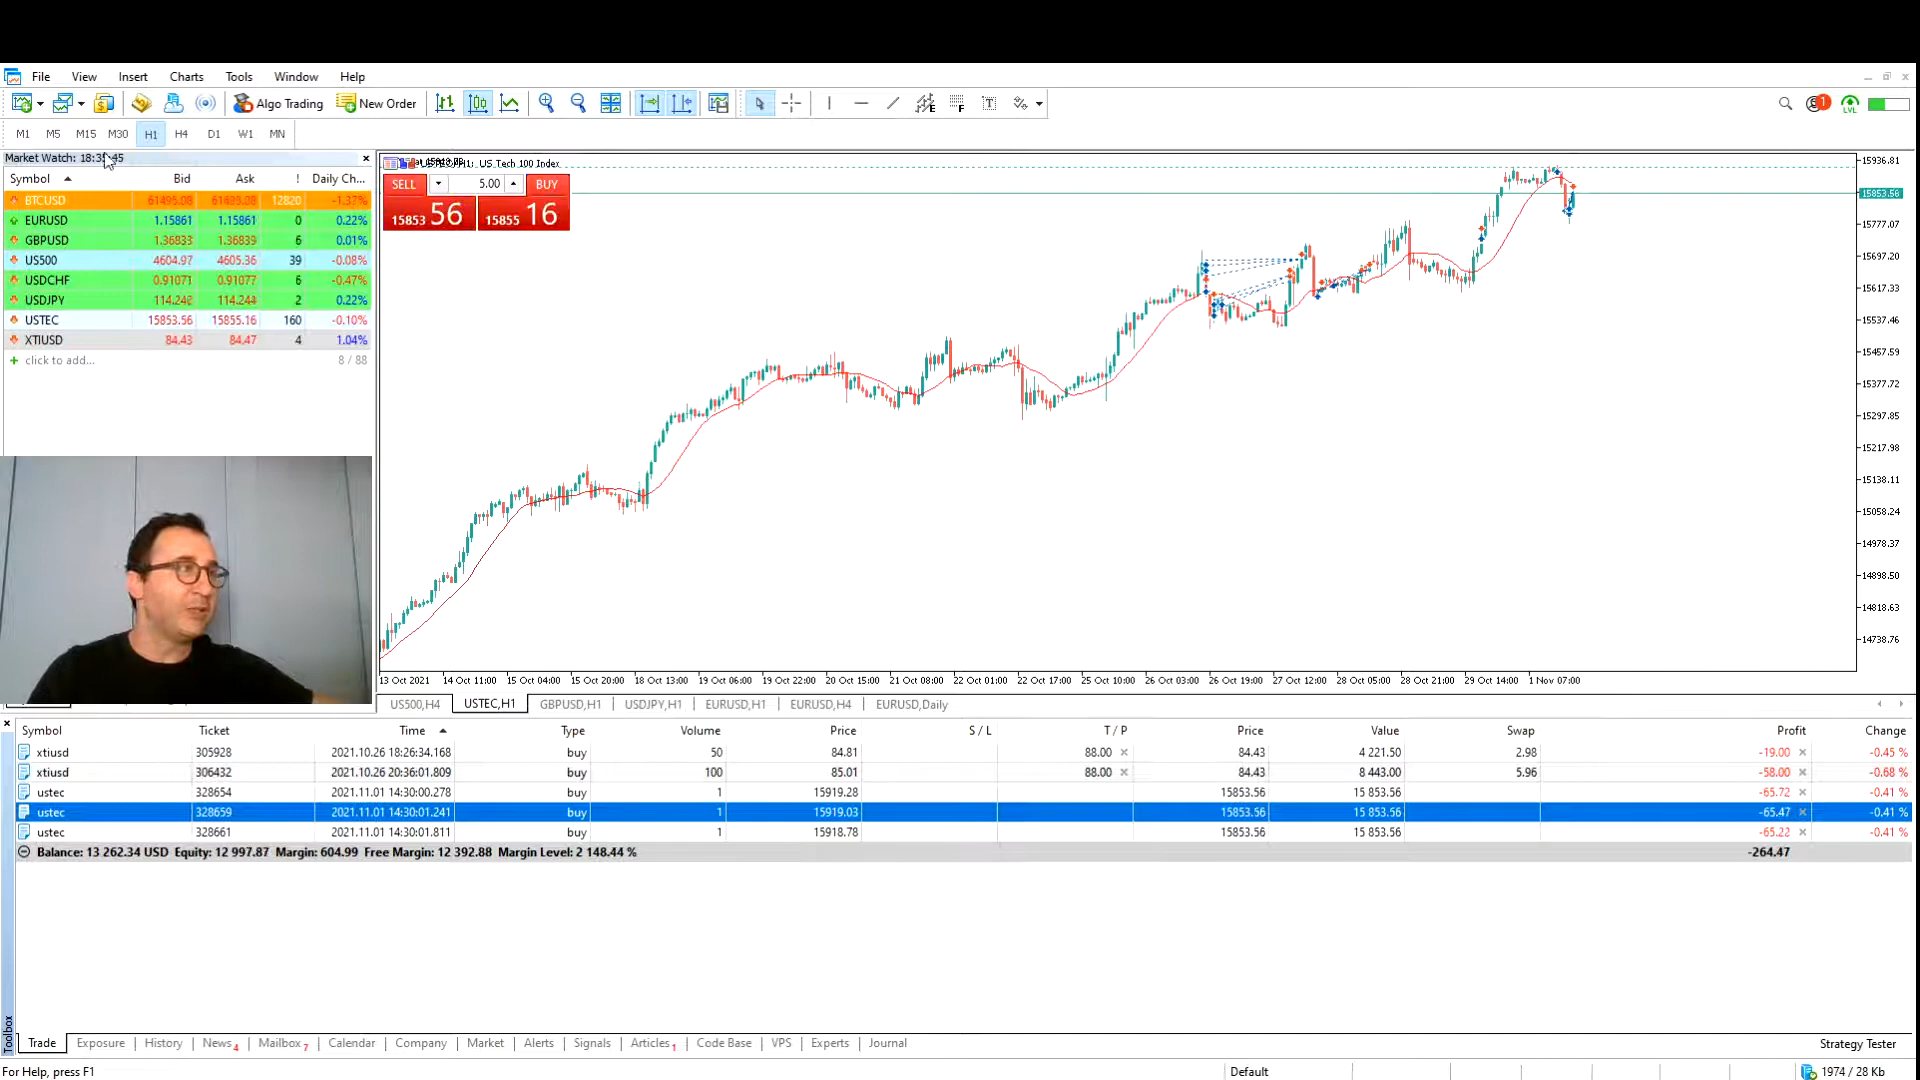 File View Insert Charts Tools Window Help
Algo Trading New Order 1 LVL
M1 M5 M15 M30 H1 H4 D1 W1 MN
Market Watch:
Symbol Bid Ask ! Daily Ch...
BTCUSD 12820 -1.37%
EURUSD 1.15861 1.15861 0 0.22%
GBPUSD 1.36833 1.36839 6 0.01%
US500 4604.97 4605.36 39 -0.08%
USDCHF 0.91071 0.91077 6 -0.47%
USDJPY 114.242 114.244 2 0.22%
USTEC 15853.56 15855.16 160 -0.10%
XTIUSD 84.43 84.47 4 1.04%
click to add... 8 / 88
H1: US Tech 100 Index
SELL 5.00 BUY
15853 56 15855 16
15936.81
15853.56
15777.07
15697.20
15617.33
15537.46
15457.59
15377.72
15297.85
15217.98
15138.11
15058.24
14978.37
14898.50
14818.63
14738.76
13 Oct 2021 14 Oct 11:00 15 Oct 04:00 15 Oct 20:00 18 Oct 13:00 19 Oct 06:00 19 Oct 22:00 20 Oct 15:00 21 Oct 08:00 22 Oct 01:00 22 Oct 17:00 25 Oct 10:00 26 Oct 03:00 26 Oct 19:00 27 Oct 12:00 28 Oct 05:00 28 Oct 21:00 29 Oct 14:00 1 Nov 07:00
US500,H4 USTEC,H1 GBPUSD,H1 USDJPY,H1 EURUSD,H1 EURUSD,H4 EURUSD,Daily
Symbol Ticket Time Type Volume Price S / L T / P Price Value Swap Profit Change
xtiusd 305928 2021.10.26 18:26:34.168 buy 50 84.81 88.00 84.43 4 221.50 2.98 -19.00 -0.45 %
xtiusd 306432 2021.10.26 20:36:01.809 buy 100 85.01 88.00 84.43 8 443.00 5.96 -58.00 -0.68 %
ustec 328654 2021.11.01 14:30:00.278 buy 1 15919.28 15853.56 15 853.56 -65.72 -0.41 %
ustec 328659 2021.11.01 14:30:01.241 buy 1 15919.03 15853.56 15 853.56 -65.47 -0.41 %
ustec 328661 2021.11.01 14:30:01.811 buy 1 15918.78 15853.56 15 853.56 -65.22 -0.41 %
Balance: 13 262.34 USD Equity: 12 997.87 Margin: 604.99 Free Margin: 12 392.88 Margin Level: 2 148.44 % -264.47
Toolbox
Trade Exposure History News 4 Mailbox 7 Calendar Company Market Alerts Signals Articles 1 Code Base VPS Experts Journal Strategy Tester
For Help, press F1 Default 1974 / 28 Kb